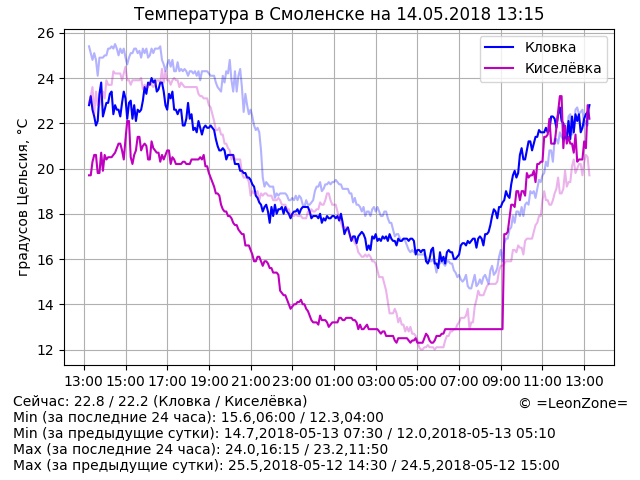 Температура в Смоленске на 14.05.2018 13:15
26
24
22
20
18
16
14
12
градусов Цельсия, °C
Кловка
Киселёвка
13:00 15:00 17:00 19:00 21:00 23:00 01:00 03:00 05:00 07:00 09:00 11:00 13:00
Сейчас: 22.8 / 22.2 (Кловка / Киселёвка)
© =LeonZone=
Min (за последние 24 часа): 15.6,06:00 / 12.3,04:00
Min (за предыдущие сутки): 14.7,2018-05-13 07:30 / 12.0,2018-05-13 05:10
Max (за последние 24 часа): 24.0,16:15 / 23.2,11:50
Max (за предыдущие сутки): 25.5,2018-05-12 14:30 / 24.5,2018-05-12 15:00